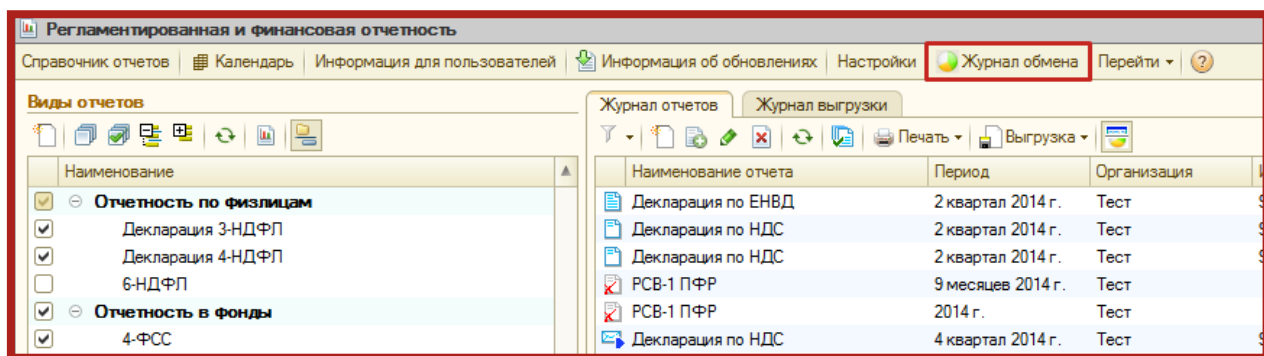 Регламентированная и финансовая отчетность
Справочник отчетов Календарь Информация для пользователей Информация об обновлениях Настройки Журнал обмена Перейти ?
Виды отчетов
Журнал отчетов Журнал выгрузки
Печать Выгрузка
Наименование
Наименование отчета Период Организация
Отчетность по физлицам
Декларация по ЕНВД 2 квартал 2014 г. Тест
Декларация 3-НДФЛ
Декларация по НДС 2 квартал 2014 г. Тест
Декларация 4-НДФЛ
Декларация по НДС 2 квартал 2014 г. Тест
6-НДФЛ
РСВ-1 ПФР 9 месяцев 2014 г. Тест
Отчетность в фонды
РСВ-1 ПФР 2014 г. Тест
4-ФСС
Декларация по НДС 4 квартал 2014 г. Тест